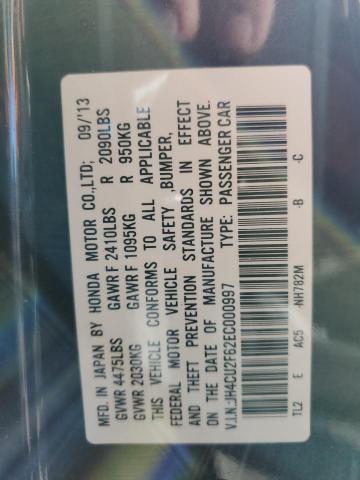 MFD. IN JAPAN BY HONDA MOTOR CO.,LTD; 09/'13
GVWR 4475LBS GAWR F 2410LBS R 2090LBS
GVWR 2030KG GAWR F 1095KG R 950KG
THIS VEHICLE CONFORMS TO ALL APPLICABLE
FEDERAL MOTOR VEHICLE SAFETY ,BUMPER,
AND THEFT PREVENTION STANDARDS IN EFFECT
ON THE DATE OF MANUFACTURE SHOWN ABOVE.
V.I.N.:JH4CU2F62EC000997 TYPE: PASSENGER CAR
TL2 E AC5 -NH782M -B -C